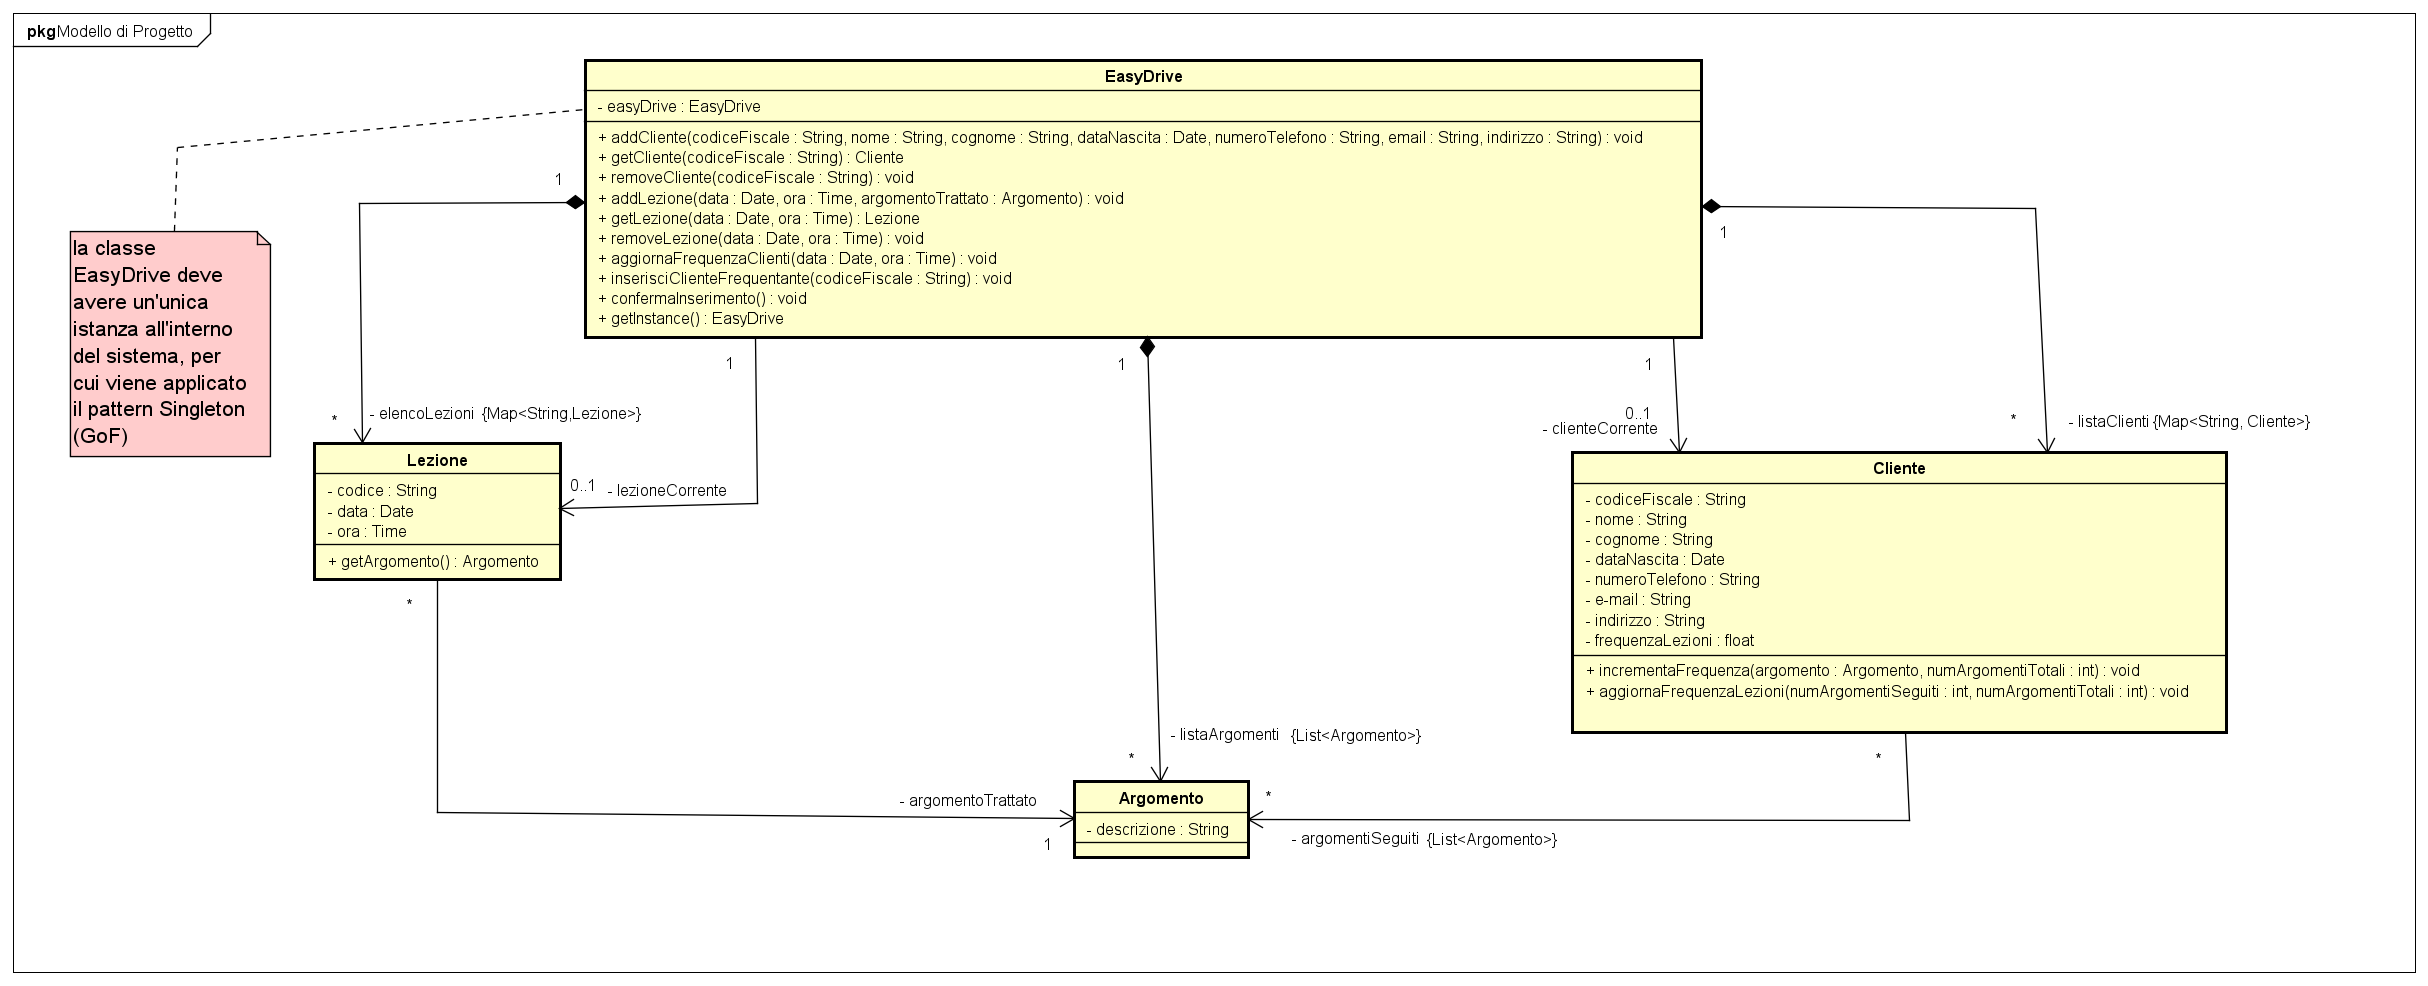 pkg Modello di Progetto
EasyDrive
- easyDrive : EasyDrive
+ addCliente(codiceFiscale : String, nome : String, cognome : String, dataNascita : Date, numeroTelefono : String, email : String, indirizzo : String) : void
+ getCliente(codiceFiscale : String) : Cliente
+ removeCliente(codiceFiscale : String) : void
+ addLezione(data : Date, ora : Time, argomentoTrattato : Argomento) : void
+ getLezione(data : Date, ora : Time) : Lezione
+ removeLezione(data : Date, ora : Time) : void
+ aggiornaFrequenzaClienti(data : Date, ora : Time) : void
+ inserisciClienteFrequentante(codiceFiscale : String) : void
+ confermaInserimento() : void
+ getInstance() : EasyDrive
la classe
EasyDrive deve
avere un'unica
istanza all'interno
del sistema, per
cui viene applicato
il pattern Singleton
(GoF)
1
1
1
1
1
* - elencoLezioni {Map<String,Lezione>}
0..1
- clienteCorrente
* - listaClienti {Map<String, Cliente>}
Lezione
- codice : String
- data : Date
- ora : Time
+ getArgomento() : Argomento
0..1 - lezioneCorrente
Cliente
- codiceFiscale : String
- nome : String
- cognome : String
- dataNascita : Date
- numeroTelefono : String
- e-mail : String
- indirizzo : String
- frequenzaLezioni : float
+ incrementaFrequenza(argomento : Argomento, numArgomentiTotali : int) : void
+ aggiornaFrequenzaLezioni(numArgomentiSeguiti : int, numArgomentiTotali : int) : void
*
- listaArgomenti {List<Argomento>}
*
*
- argomentoTrattato
1
Argomento
- descrizione : String
*
- argomentiSeguiti {List<Argomento>}